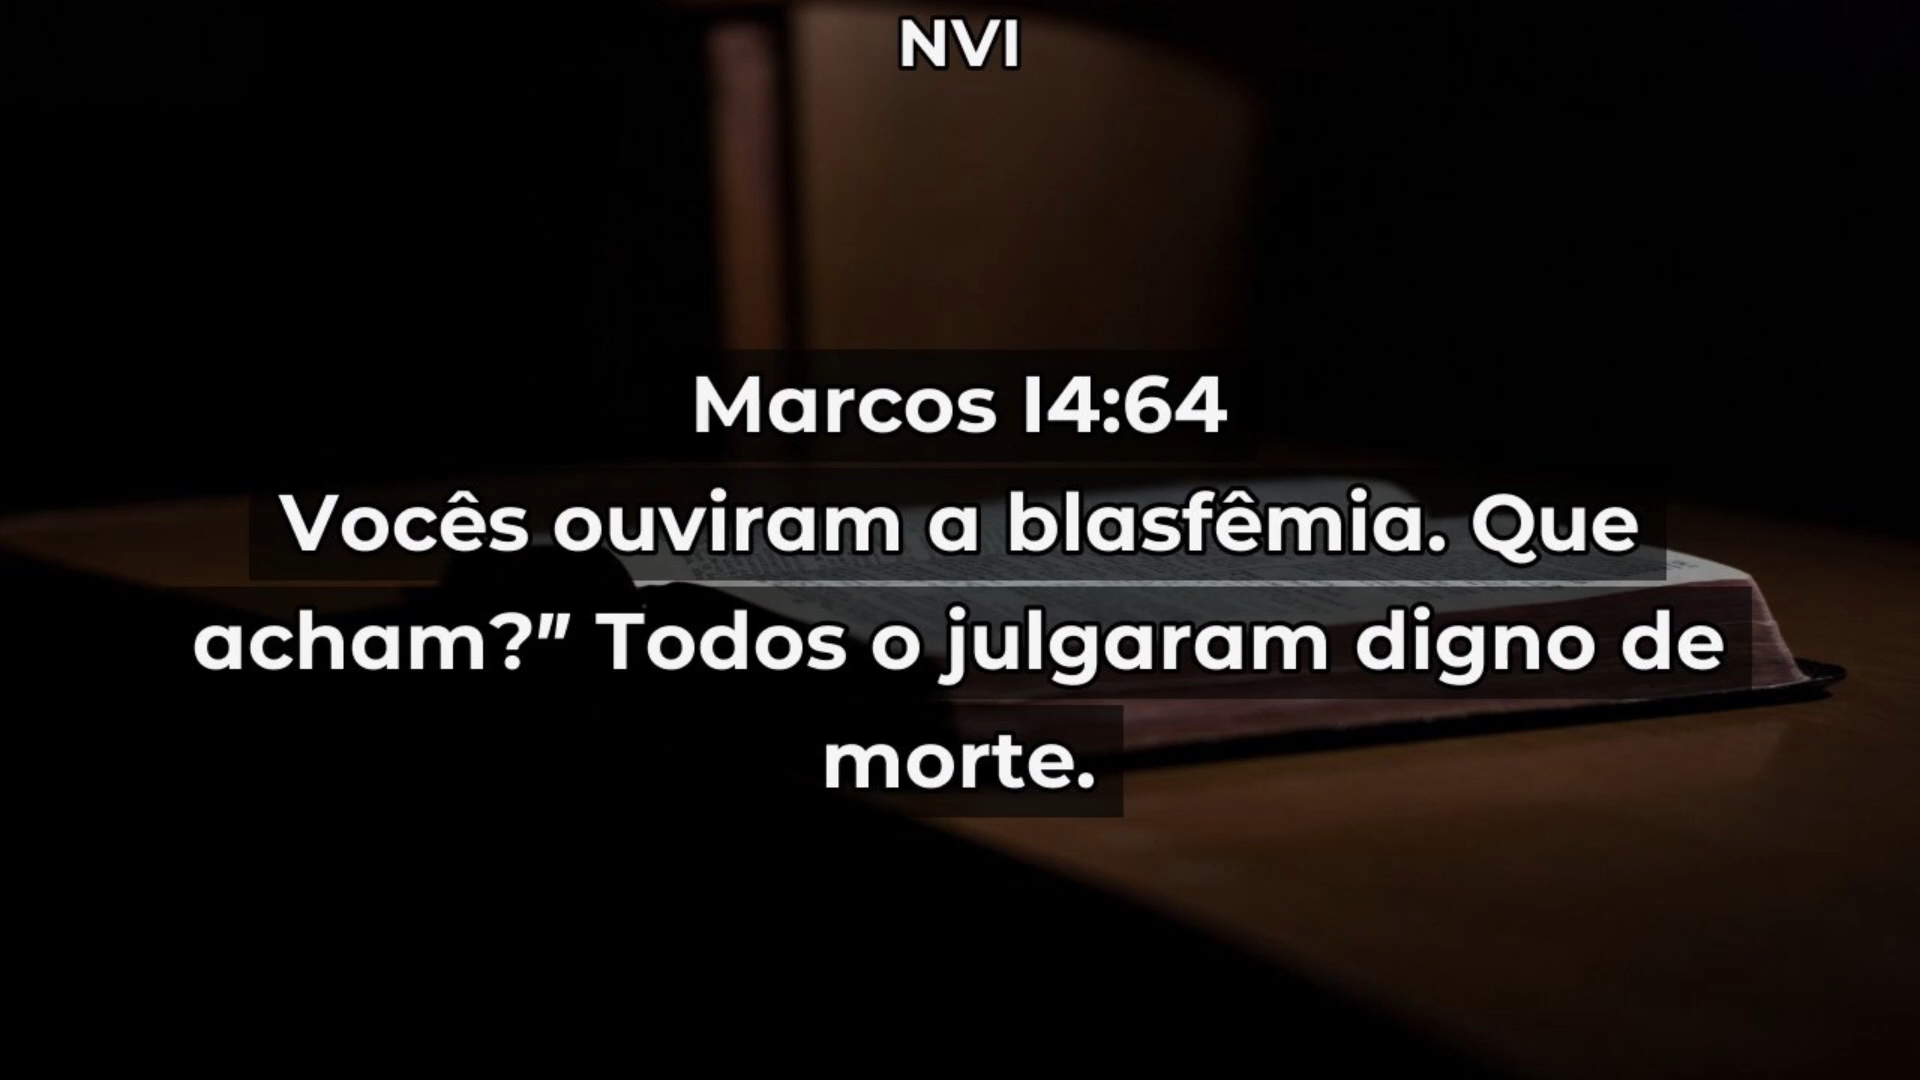 NVI
Marcos 14:64
Vocês ouviram a blasfêmia. Que
acham?" Todos o julgaram digno de
morte.